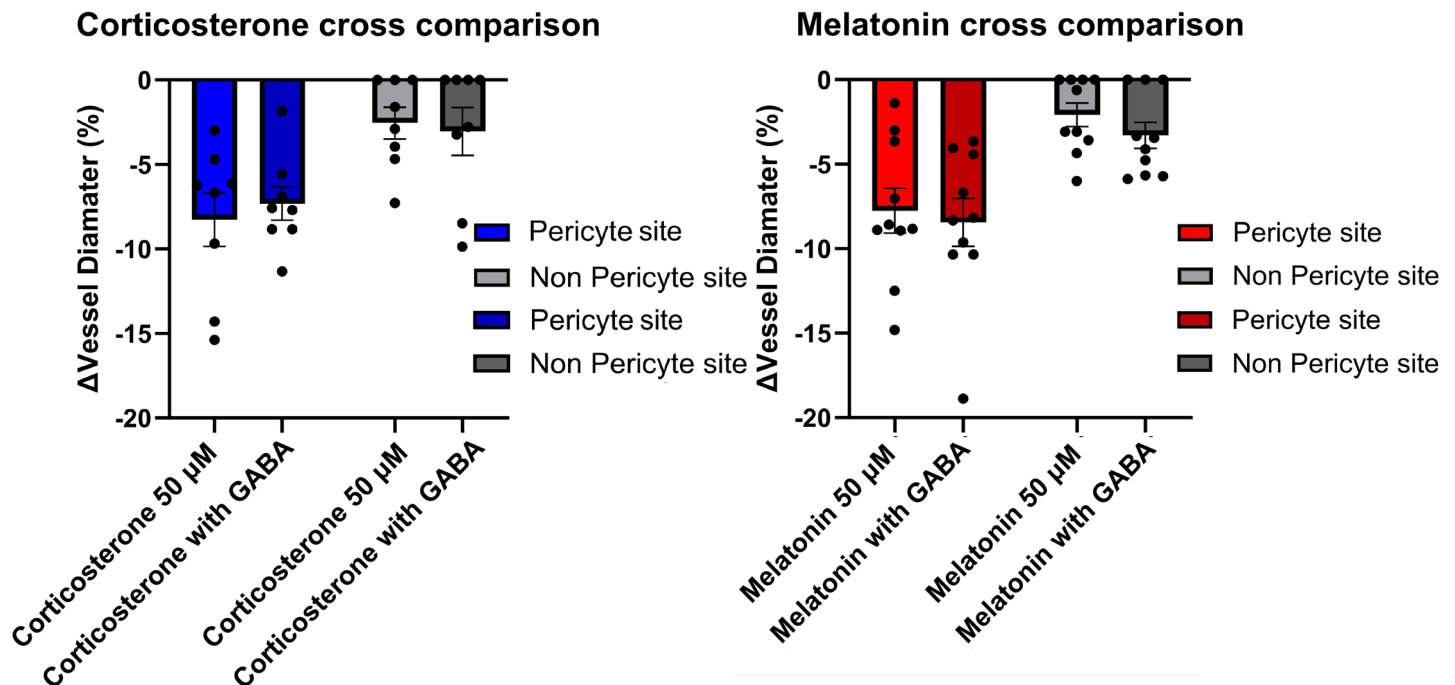 Corticosterone cross comparison
ΔVessel Diamater (%)
0
-5
-10
-15
-20
Pericyte site
Non Pericyte site
Pericyte site
Non Pericyte site
Corticosterone 50 µM
Corticosterone with GABA
Corticosterone 50 µM
Corticosterone with GABA
Melatonin cross comparison
ΔVessel Diamater (%)
0
-5
-10
-15
-20
Pericyte site
Non Pericyte site
Pericyte site
Non Pericyte site
Melatonin 50 µM
Melatonin with GABA
Melatonin 50 µM
Melatonin with GABA